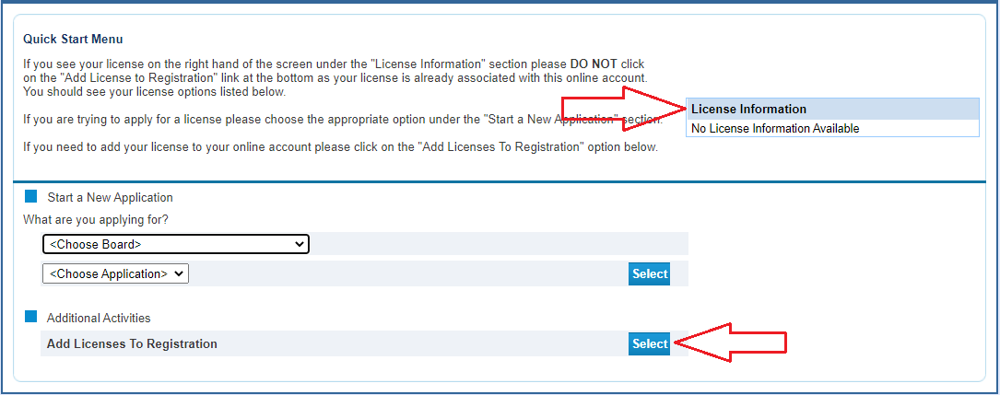 Quick Start Menu
If you see your license on the right hand of the screen under the "License Information" section please DO NOT click
on the "Add License to Registration" link at the bottom as your license is already associated with this online account.
You should see your license options listed below.
If you are trying to apply for a license please choose the appropriate option under the "Start a New Application" section.
If you need to add your license to your online account please click on the "Add Licenses To Registration" option below.
License Information
No License Information Available
Start a New Application
What are you applying for?
<Choose Board>
<Choose Application>
Select
Additional Activities
Add Licenses To Registration
Select